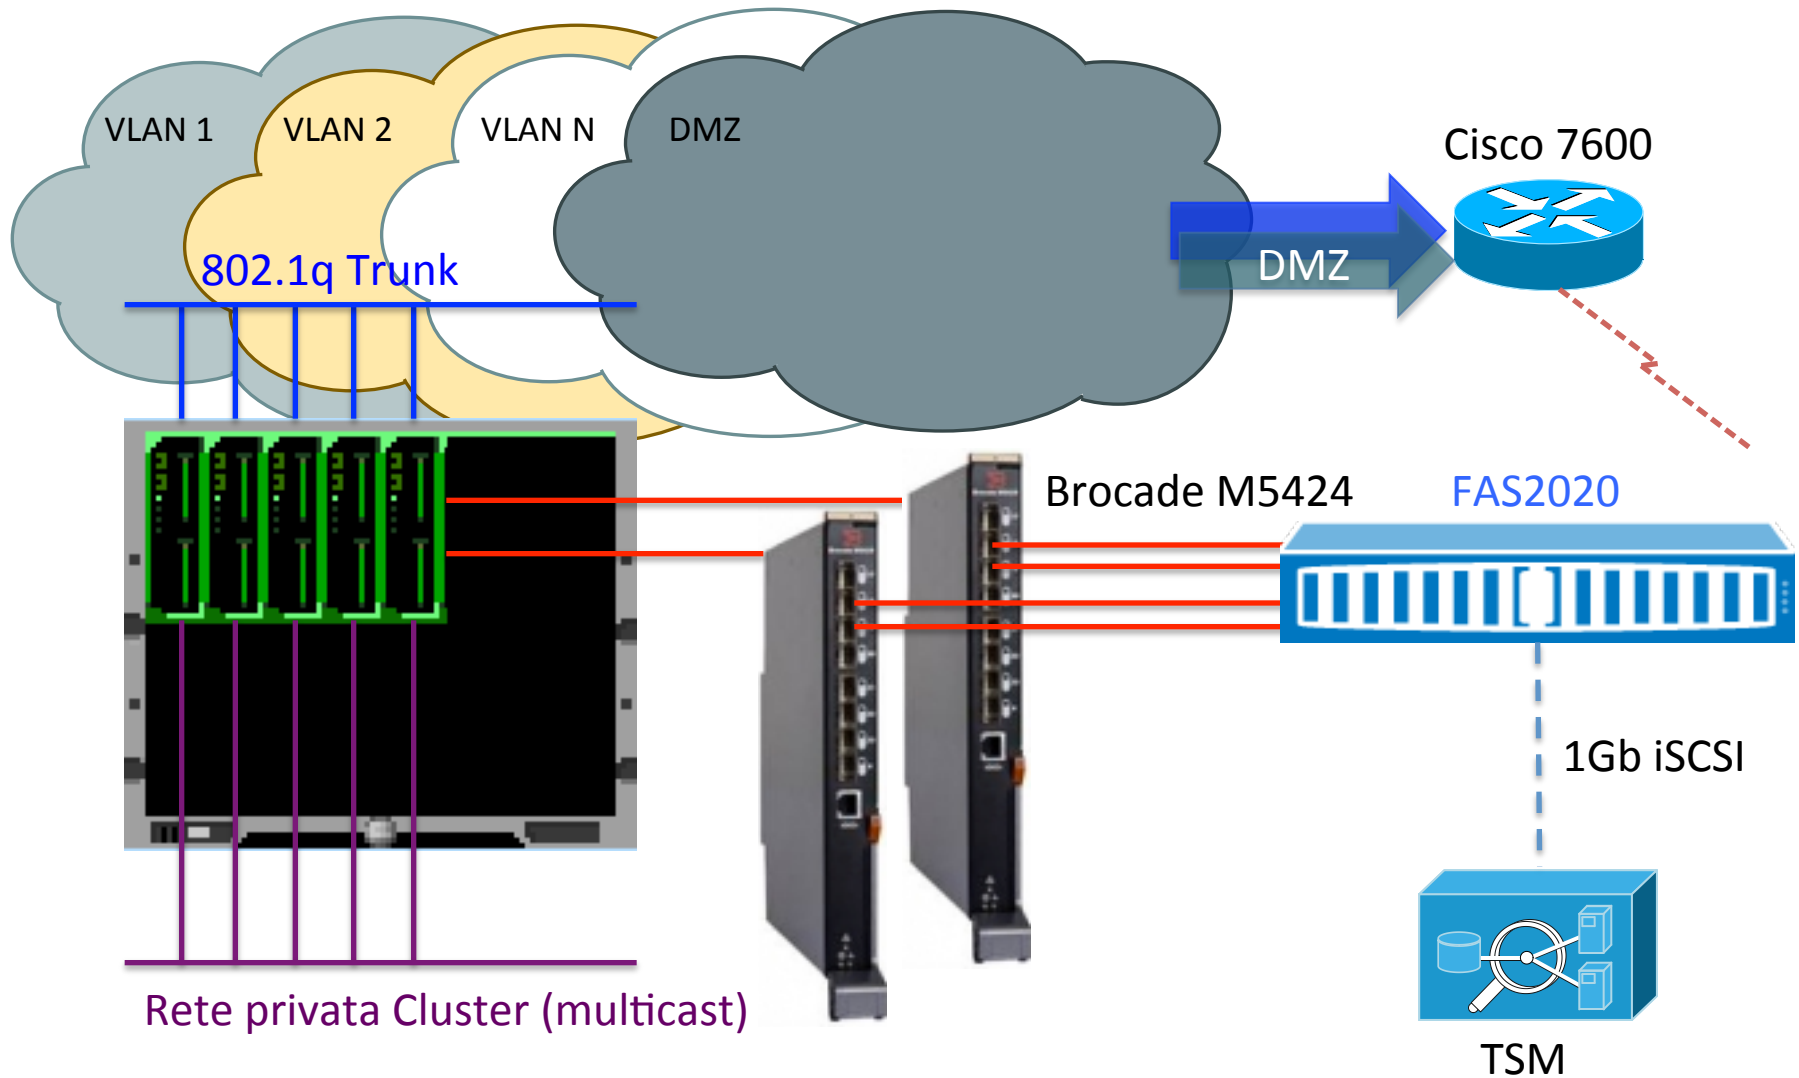 VLAN 1
VLAN 2
VLAN N
DMZ
Cisco 7600
802.1q Trunk
DMZ
Brocade M5424
FAS2020
1Gb iSCSI
Rete privata Cluster (multicast)
TSM